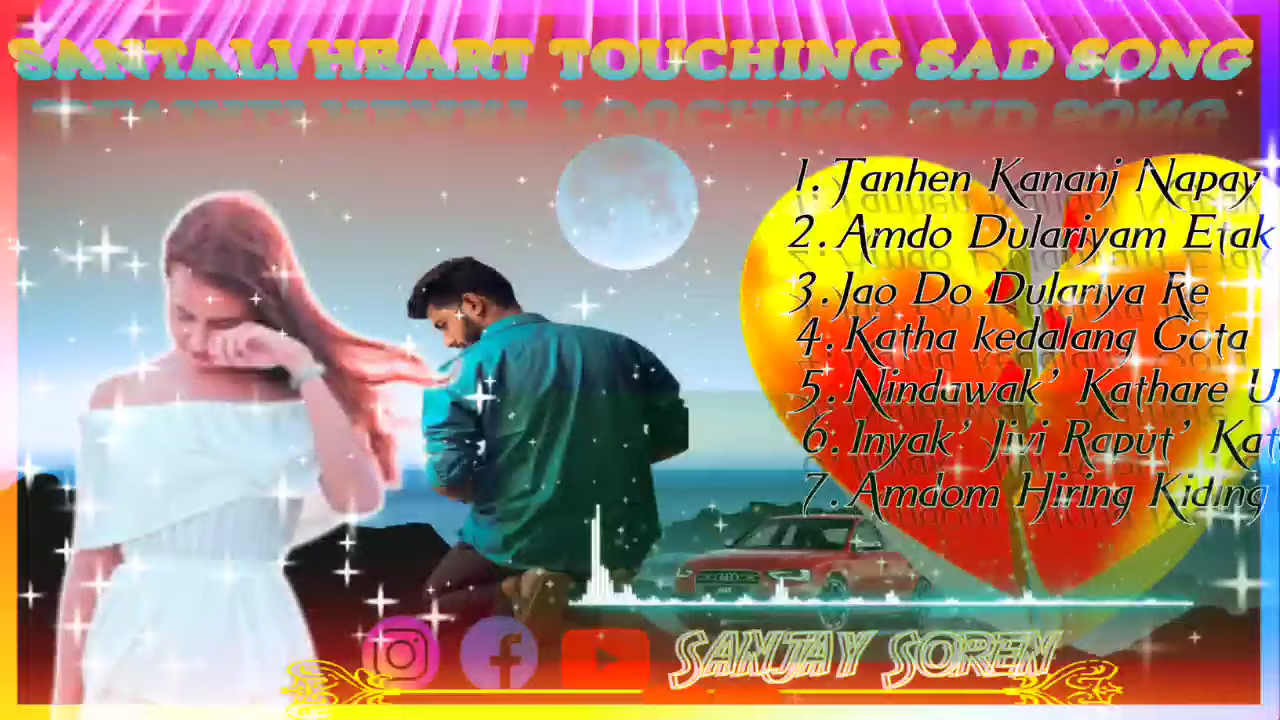 SANTALI HEART TOUCHING SAD SONG
1. Tanhen Kananj Napay
2. Amdo Dulariyam Etak
3. Jao Do Dulariya Re
4. Katha kedalang Gota
5. Nindawak' Kathare
6. Inyak' Jivi Raput'
7. Amdom Hiring Kiding
SANJAY SOREN